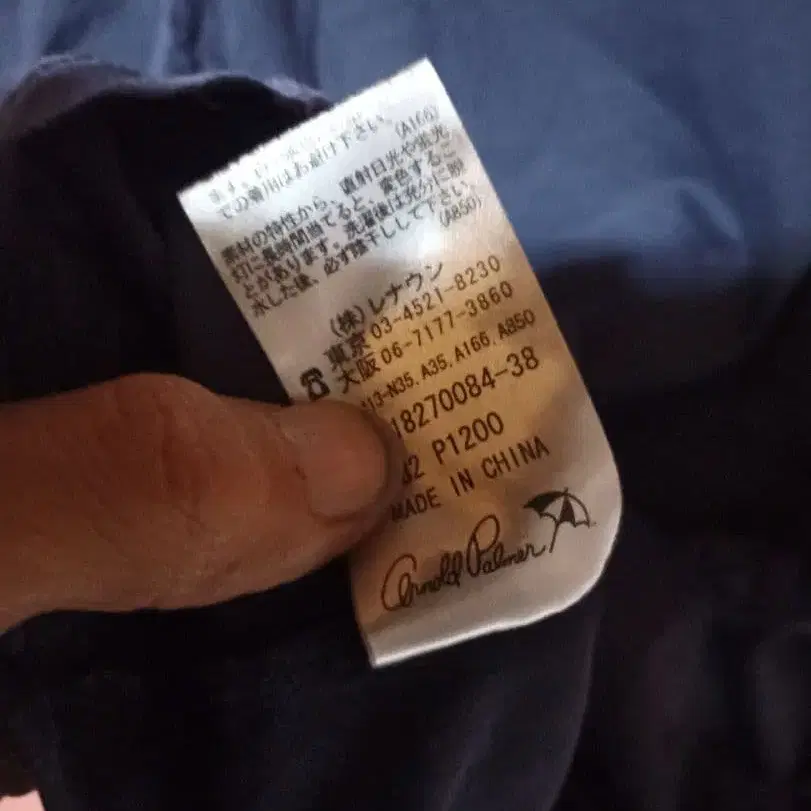 ての着用はお避け下さい。 (A166)
素材の特性から、直射日光や蛍光
灯に長時間当てると、変色するこ
とがあります。洗濯後は充分に脱
水した後、必ず陰干しして下さい。
(A850)
(株)レナウン
☎ 東京 03-4521-8230
大阪 06-7177-3860
13-N35, A35, A166, A850
18270084-38
2 P1200
MADE IN CHINA
Arnold Palmer